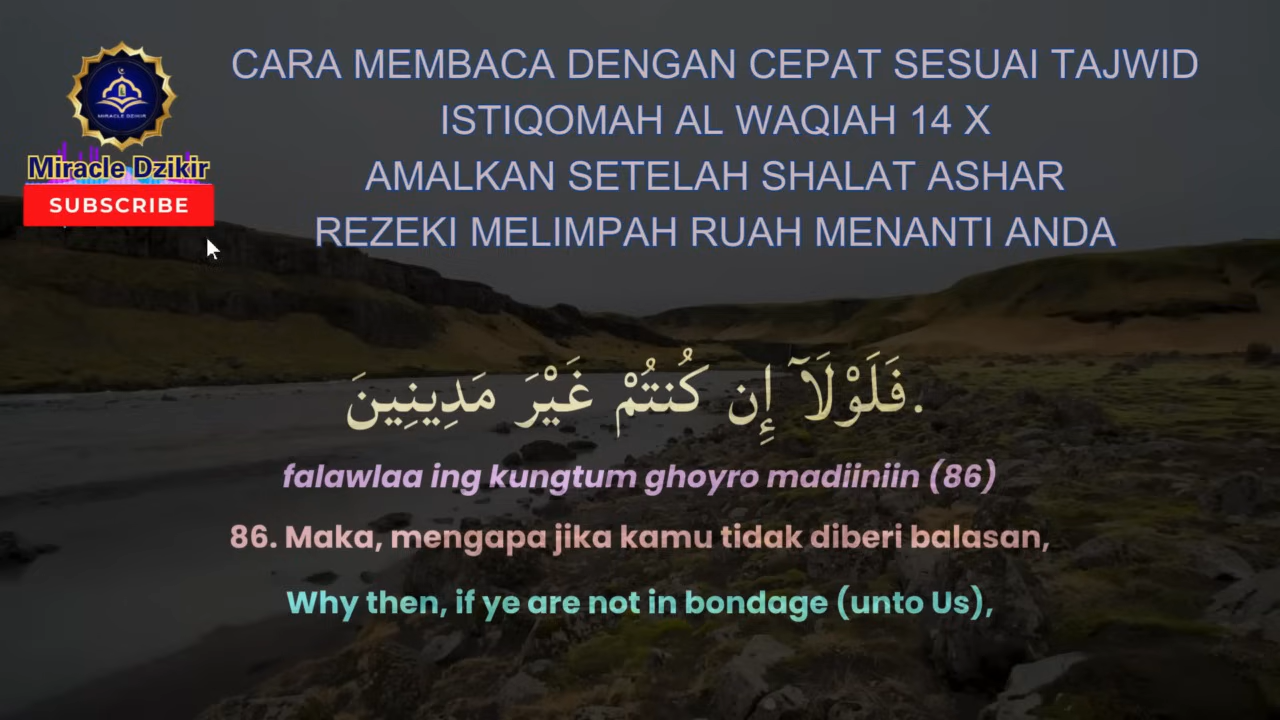 CARA MEMBACA DENGAN CEPAT SESUAI TAJWID
ISTIQOMAH AL WAQIAH 14 X
AMALKAN SETELAH SHALAT ASHAR
REZEKI MELIMPAH RUAH MENANTI ANDA
MIRACLE DZIKIR
Miracle Dzikir
SUBSCRIBE
فَلَوْلَآ إِن كُنتُمْ غَيْرَ مَدِينِينَ.
falawlaa ing kungtum ghoyro madiiniin (86)
86. Maka, mengapa jika kamu tidak diberi balasan,
Why then, if ye are not in bondage (unto Us),